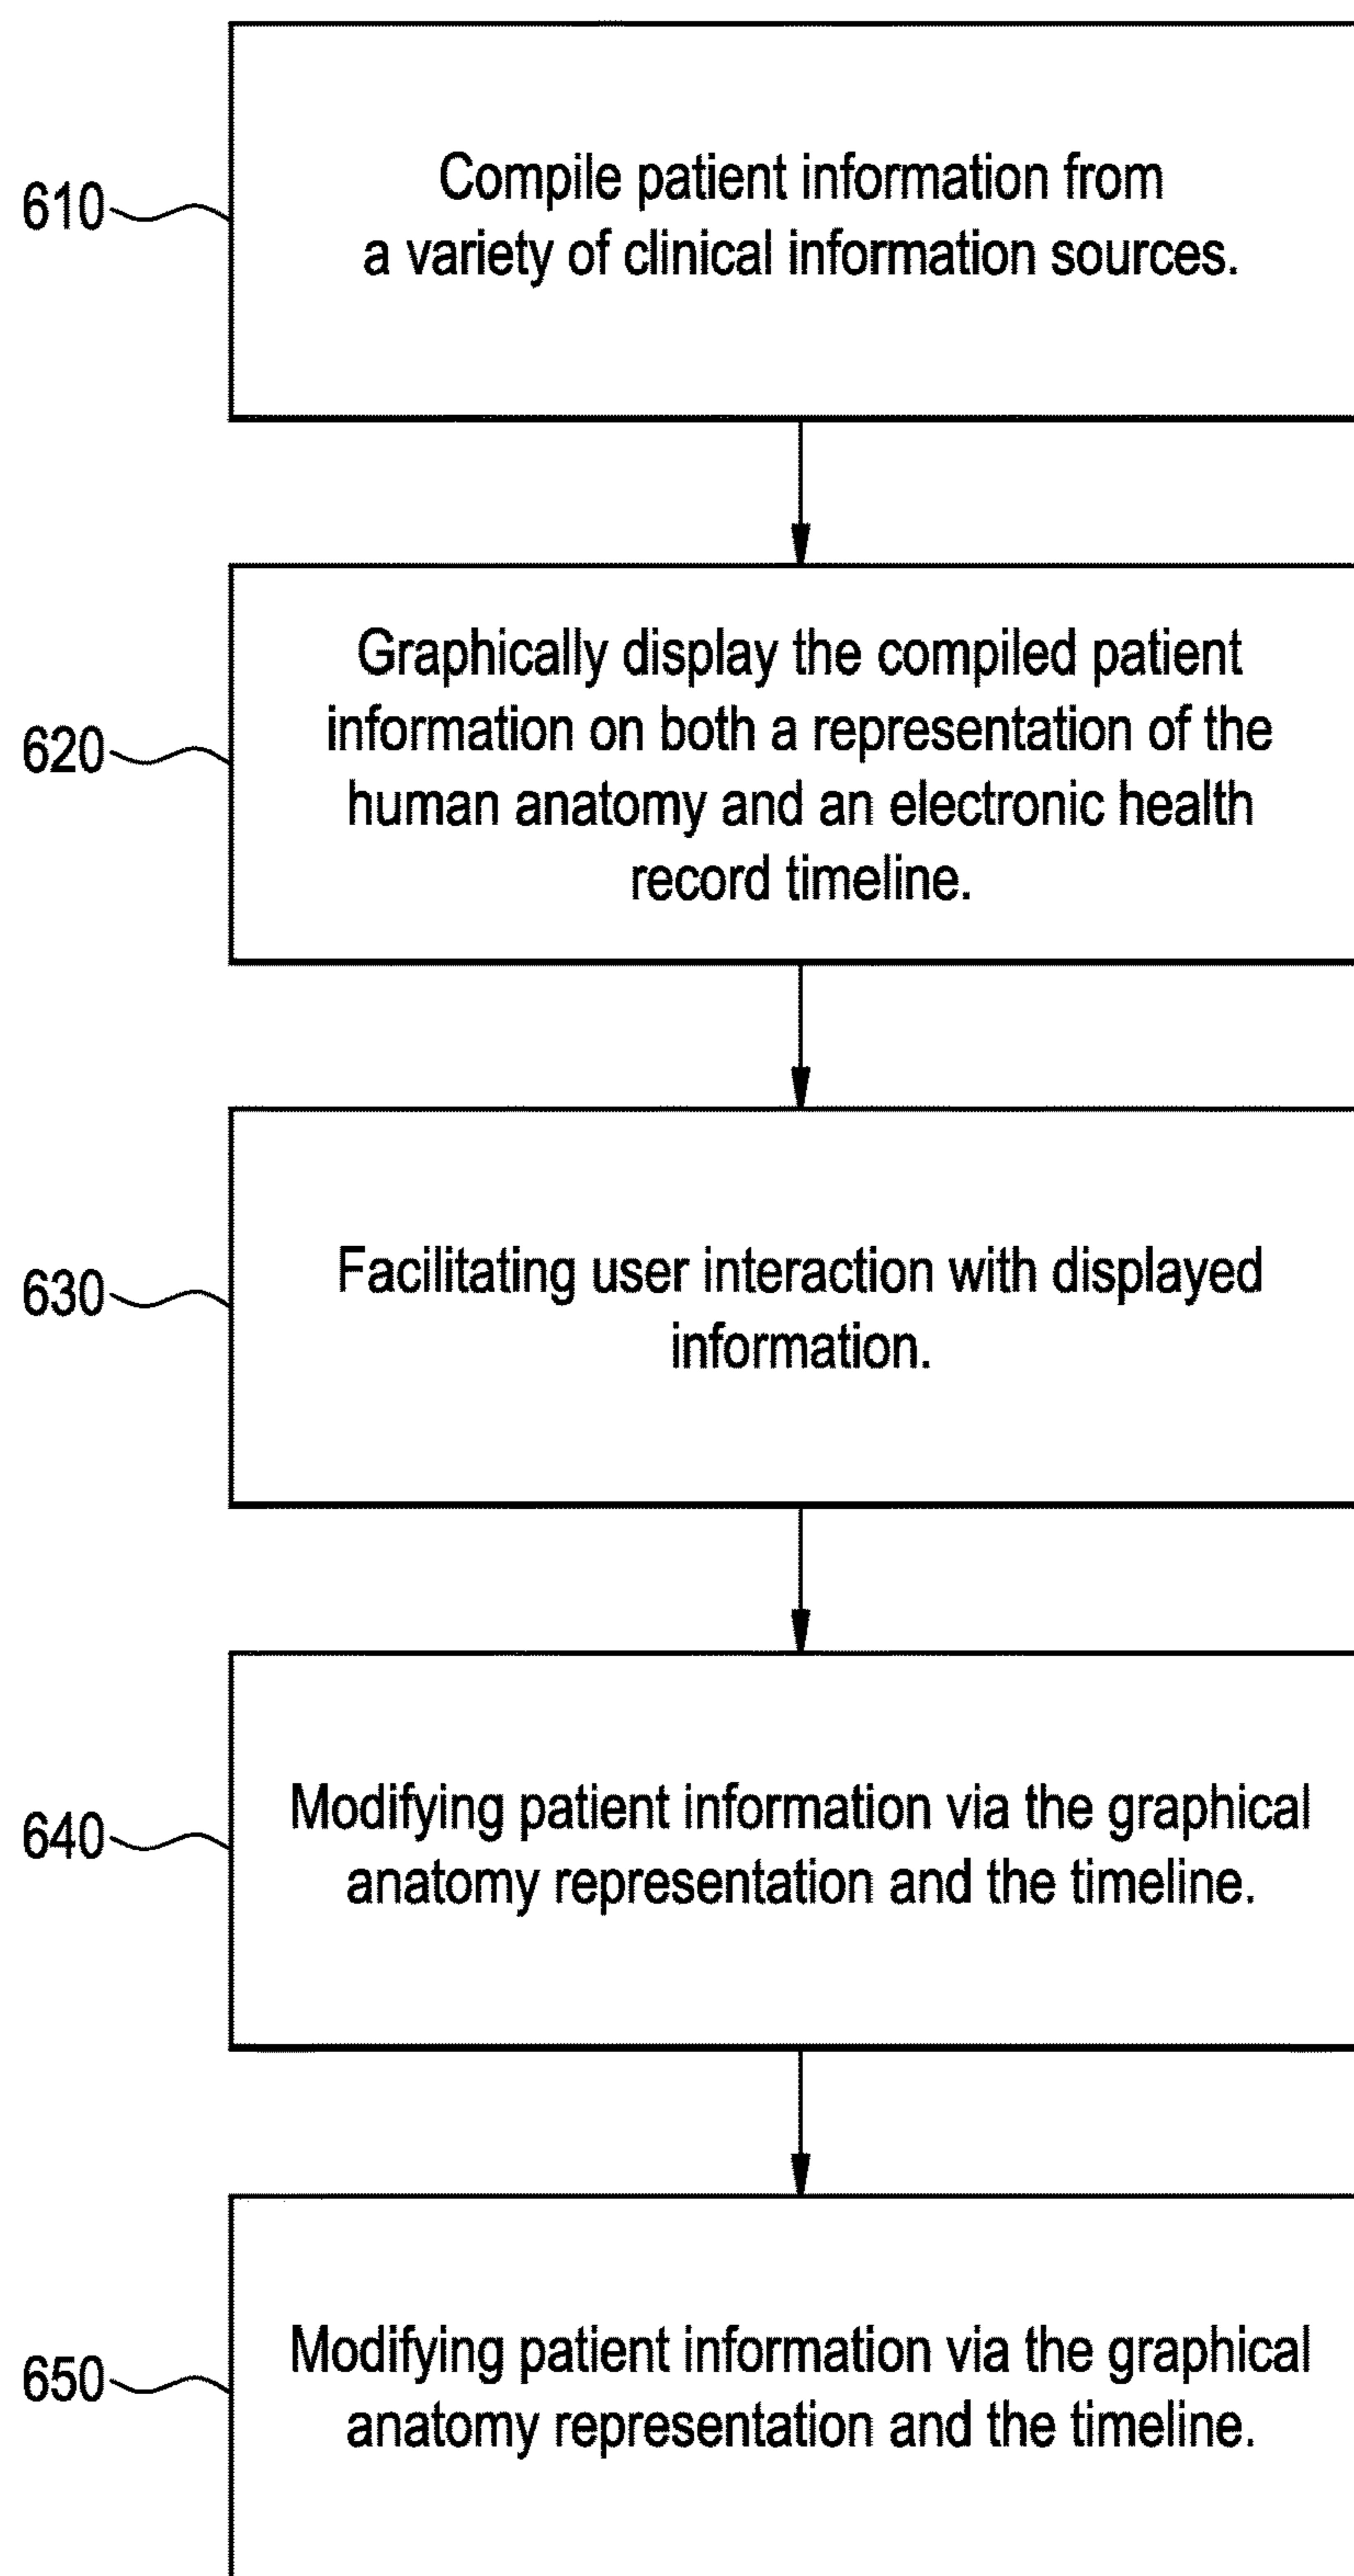 610
Compile patient information from
a variety of clinical information sources.
620
Graphically display the compiled patient
information on both a representation of the
human anatomy and an electronic health
record timeline.
630
Facilitating user interaction with displayed
information.
640
Modifying patient information via the graphical
anatomy representation and the timeline.
650
Modifying patient information via the graphical
anatomy representation and the timeline.